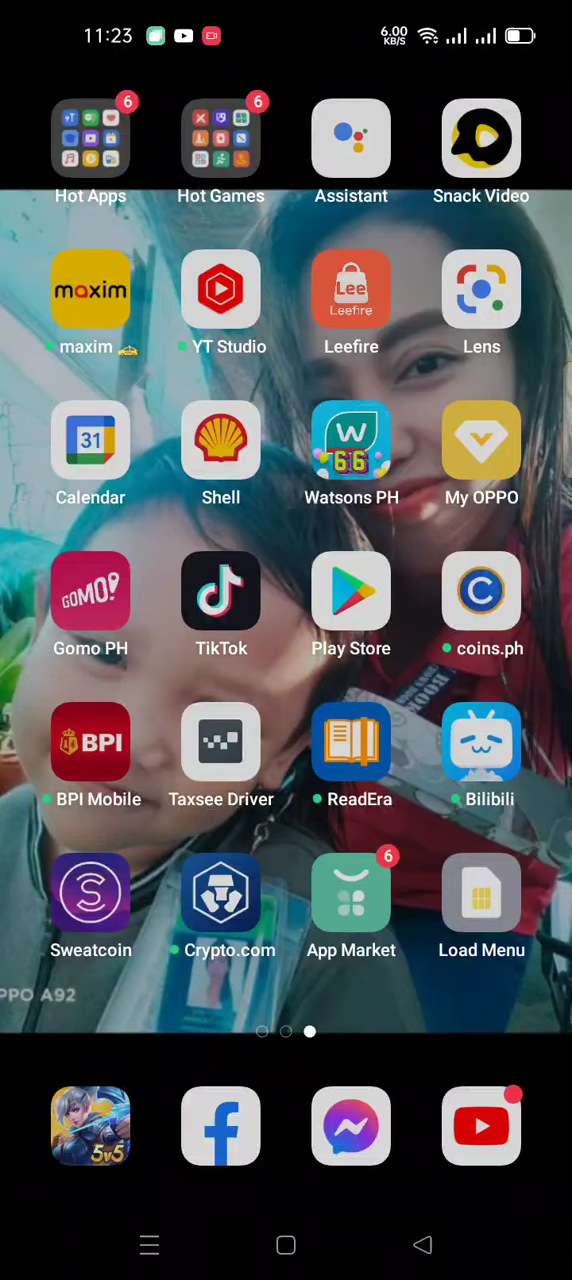 11:23
6.00
KB/S
6
6
Hot Apps
Hot Games
Assistant
Snack Video
maxim
Lee
Leefire
maxim 🚕
YT Studio
Leefire
Lens
31
W
6 6
Calendar
Shell
Watsons PH
My OPPO
GOMO!
C
Gomo PH
TikTok
Play Store
coins.ph
BPI
BPI Mobile
Taxsee Driver
ReadEra
Bilibili
6
S
Sweatcoin
Crypto.com
App Market
Load Menu
PPO A92
5v5